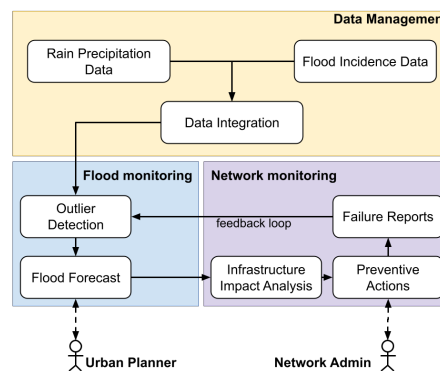 Data Managemen
Rain Precipitation
Data
Flood Incidence Data
Data Integration
Flood monitoring
Network monitoring
Outlier
Detection
feedback loop
Failure Reports
Flood Forecast
Infrastructure
Impact Analysis
Preventive
Actions
Urban Planner
Network Admin